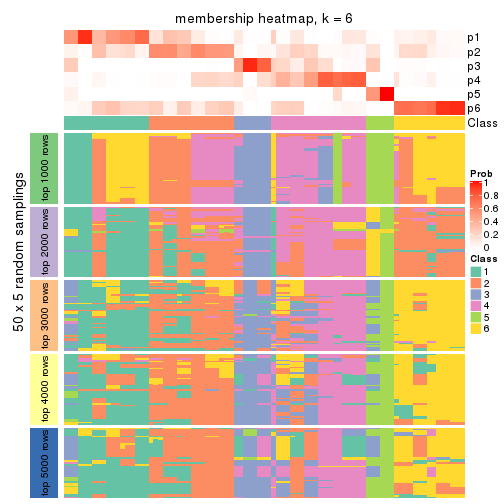 membership heatmap, k = 6
p1
p2
p3
p4
p5
p6
Class
50 x 5 random samplings
top 1000 rows
top 2000 rows
top 3000 rows
top 4000 rows
top 5000 rows
Prob
1
0.8
0.6
0.4
0.2
0
Class
1
2
3
4
5
6